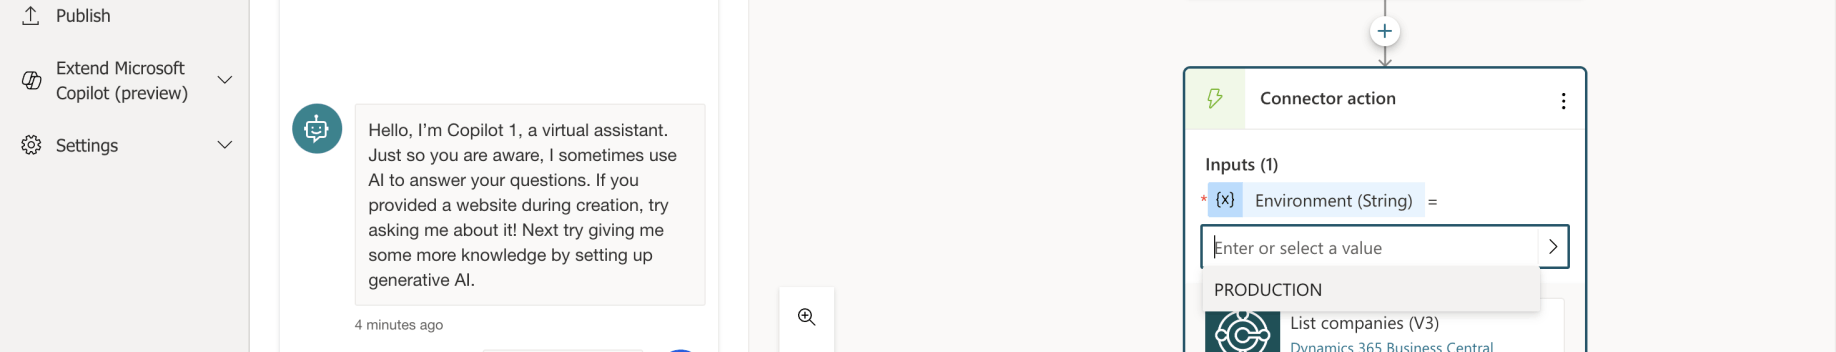 Publish
Extend Microsoft
Copilot (preview)
Settings
Hello, I'm Copilot 1, a virtual assistant.
Just so you are aware, I sometimes use
AI to answer your questions. If you
provided a website during creation, try
asking me about it! Next try giving me
some more knowledge by setting up
generative AI.
4 minutes ago
Connector action
Inputs (1)
* {x} Environment (String) =
Enter or select a value
PRODUCTION
List companies (V3)
Dynamics 365 Business Central